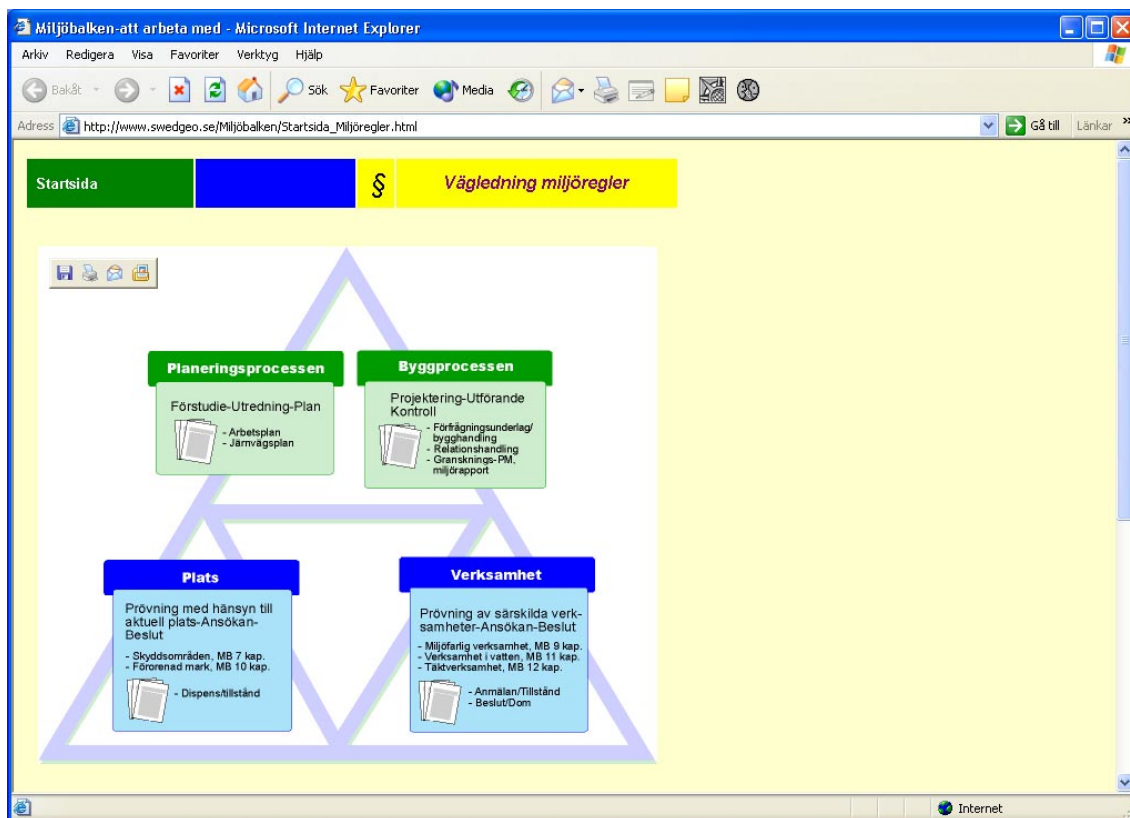 Miljöbalken-att arbeta med - Microsoft Internet Explorer
Arkiv Redigera Visa Favoriter Verktyg Hjälp
Bakåt Sök Favoriter Media
Adress http://www.swedgeo.se/Miljöbalken/Startsida_Miljöregler.html Gå till Länkar »
Startsida § Vägledning miljöregler
Planeringsprocessen
Förstudie-Utredning-Plan
- Arbetsplan
- Järnvägsplan
Byggprocessen
Projektering-Utförande
Kontroll
- Förfrågningsunderlag/
bygghandling
- Relationshandling
- Gransknings-PM,
miljörapport
Plats
Prövning med hänsyn till
aktuell plats-Ansökan-
Beslut
- Skyddsområden, MB 7 kap.
- Förorenad mark, MB 10 kap.
- Dispens/tillstånd
Verksamhet
Prövning av särskilda verk-
samheter-Ansökan-Beslut
- Miljöfarlig verksamhet, MB 9 kap.
- Verksamhet i vatten, MB 11 kap.
- Täktverksamhet, MB 12 kap.
- Anmälan/Tillstånd
- Beslut/Dom
Internet